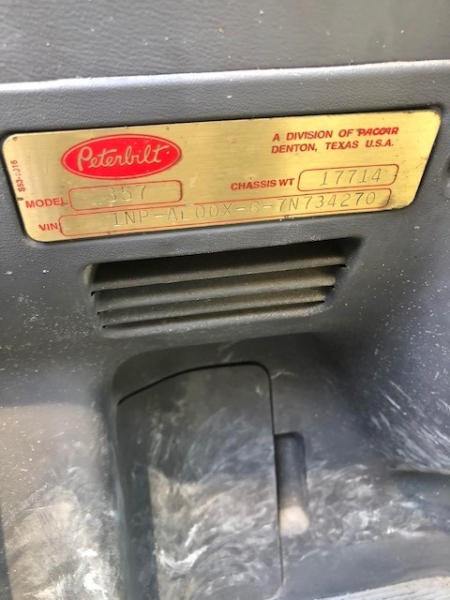 Peterbilt
A DIVISION OF PACCAR
DENTON, TEXAS U.S.A.
MODEL 357
CHASSIS WT 17714
VIN